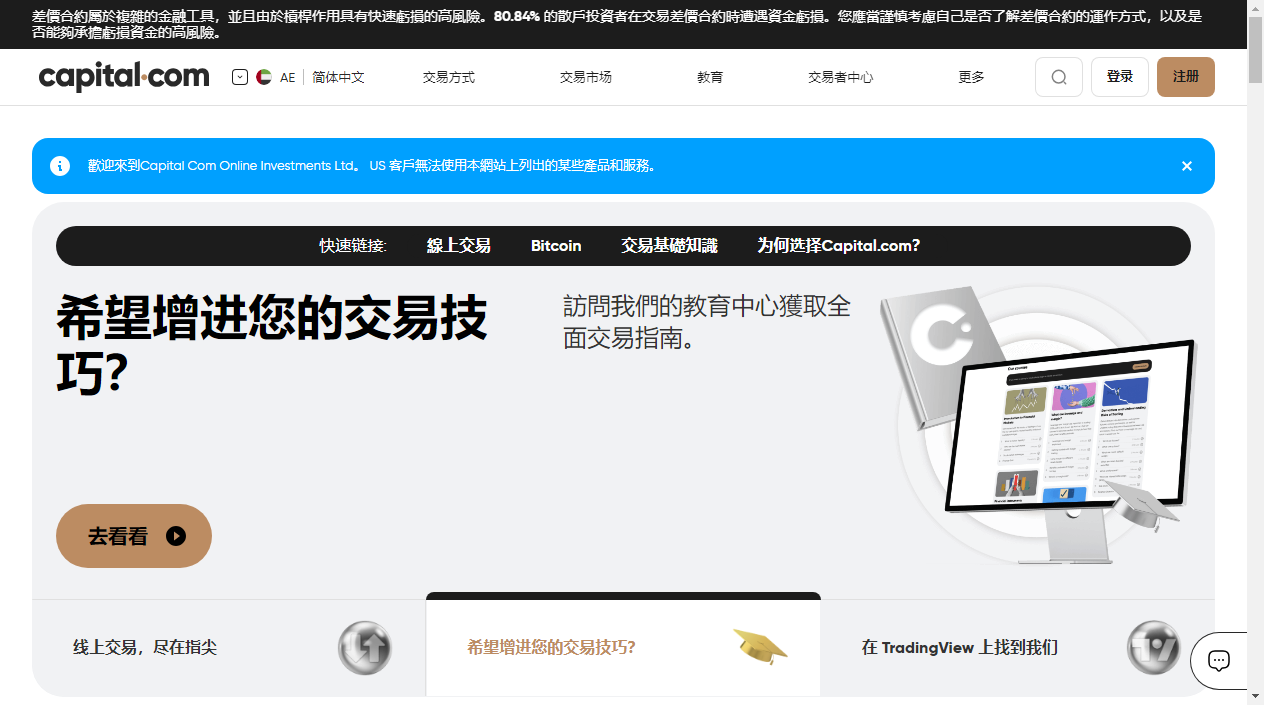 差價合約屬於複雜的金融工具，並且由於槓桿作用具有快速虧損的高風險。80.84% 的散戶投資者在交易差價合約時遭遇資金虧損。您應當謹慎考慮自己是否了解差價合約的運作方式，以及是
否能夠承擔虧損資金的高風險。
capital.com AE 简体中文 交易方式 交易市场 教育 交易者中心 更多 登录 注册
歡迎來到Capital Com Online Investments Ltd。 US 客戶無法使用本網站上列出的某些產品和服務。
快速链接: 線上交易 Bitcoin 交易基礎知識 为何选择Capital.com?
希望增进您的交易技
巧?
訪問我們的教育中心獲取全
面交易指南。
Our courses
去看看
线上交易，尽在指尖 希望增进您的交易技巧? 在 TradingView 上找到我们